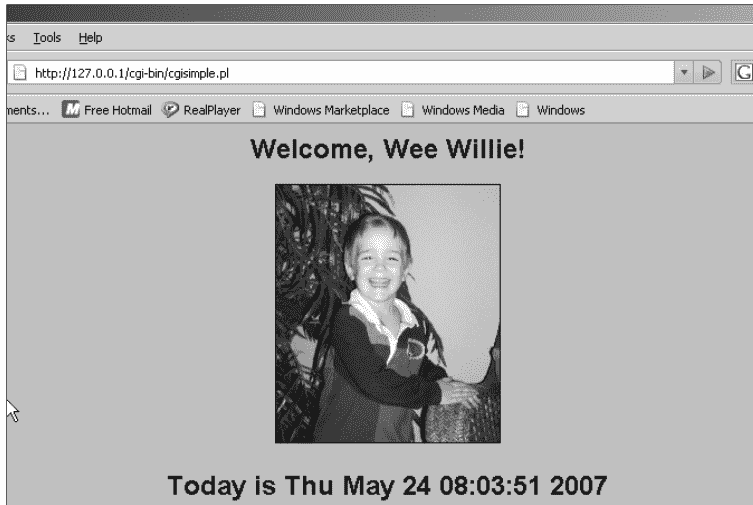 ks Tools Help
http://127.0.0.1/cgi-bin/cgisimple.pl G
ments... M Free Hotmail RealPlayer Windows Marketplace Windows Media Windows
Welcome, Wee Willie!
Today is Thu May 24 08:03:51 2007